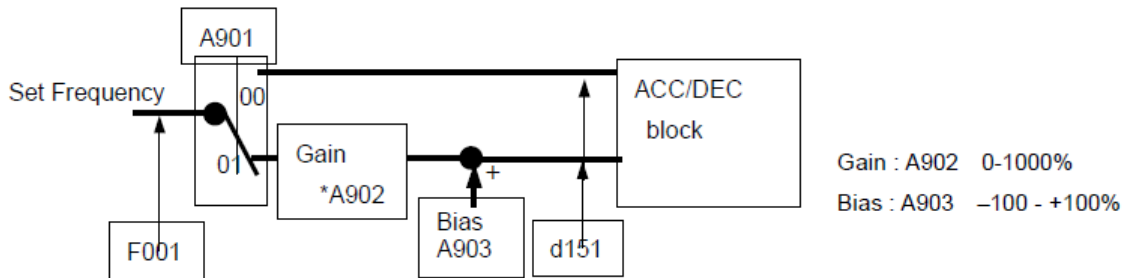 A901
Set Frequency
00
ACC/DEC
block
01
Gain
*A902
+
Gain : A902 0-1000%
Bias : A903 –100 - +100%
F001
Bias
A903
d151